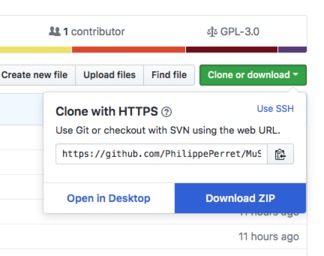 1 contributor
GPL-3.0
Create new file
Upload files
Find file
Clone or download
Clone with HTTPS
Use SSH
Use Git or checkout with SVN using the web URL.
https://github.com/PhilippePerret/MuS
Open in Desktop
Download ZIP
11 hours ago
11 hours ago